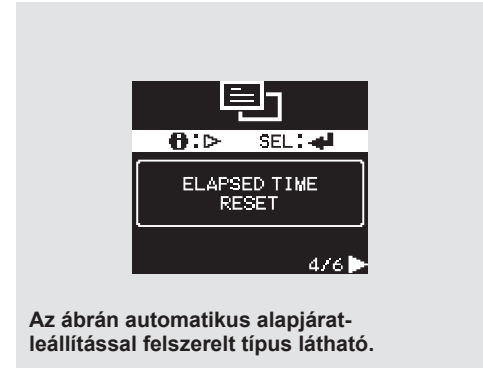 i:▷ SEL:↵
ELAPSED TIME
RESET
4/6▶
Az ábrán automatikus alapjárat-
leállítással felszerelt típus látható.